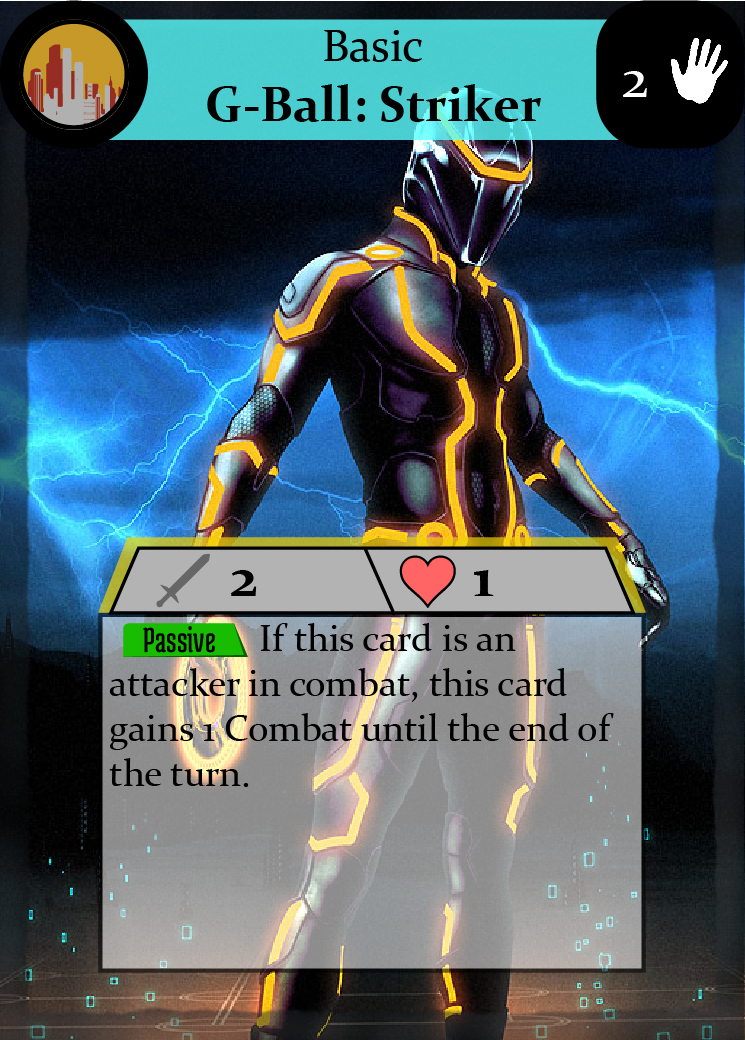 Basic
G-Ball: Striker
2
2
1
Passive If this card is an
attacker in combat, this card
gains 1 Combat until the end of
the turn.